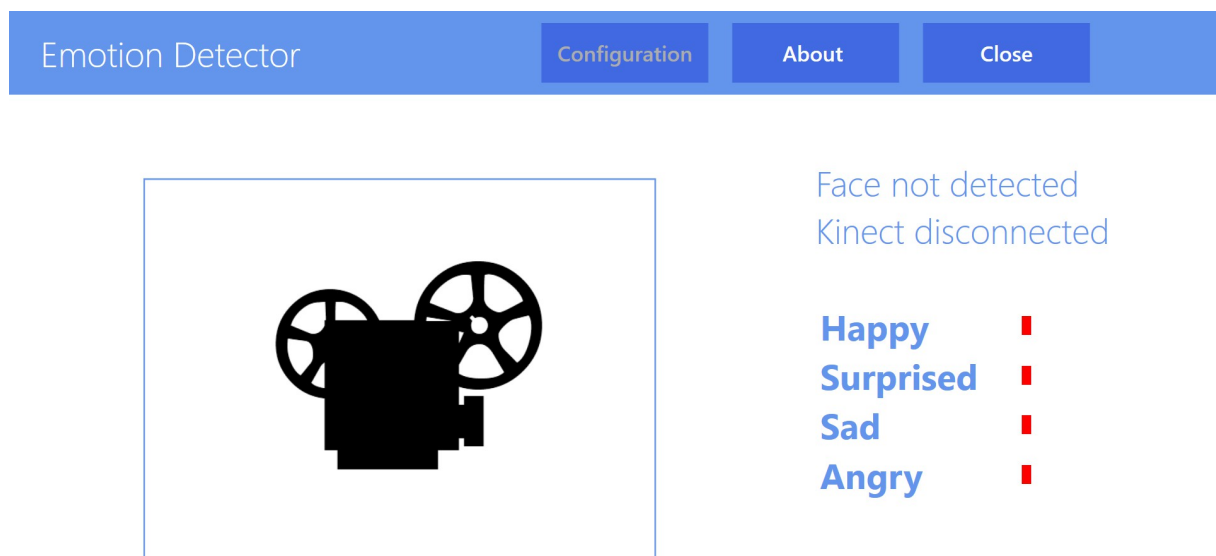 Emotion Detector
Configuration
About
Close
Face not detected
Kinect disconnected
Happy
Surprised
Sad
Angry